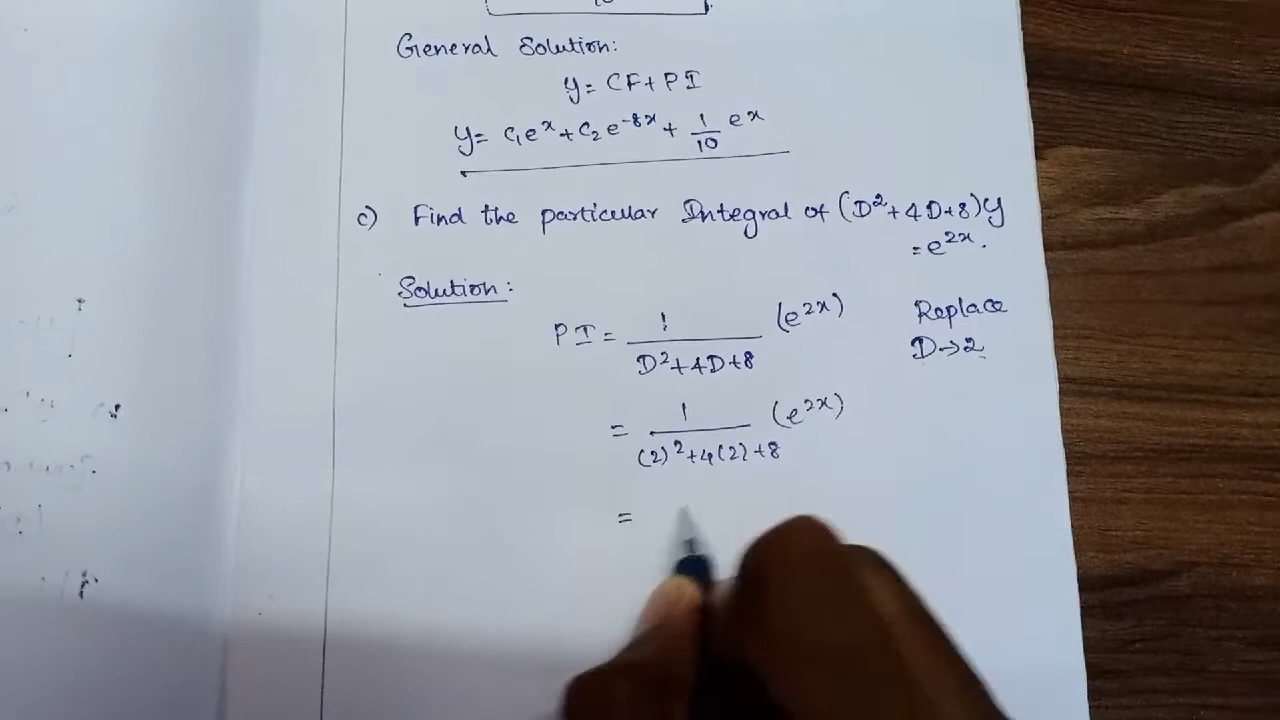 General Solution:
y = CF + PI
y = c₁eˣ + c₂e⁻⁸ˣ + 1/10 eˣ
c) Find the particular Integral of (D² + 4D + 8)y
= e²ˣ.
Solution:
PI = 1/(D² + 4D + 8) (e²ˣ) Replace
D → 2
= 1/((2)² + 4(2) + 8) (e²ˣ)
=